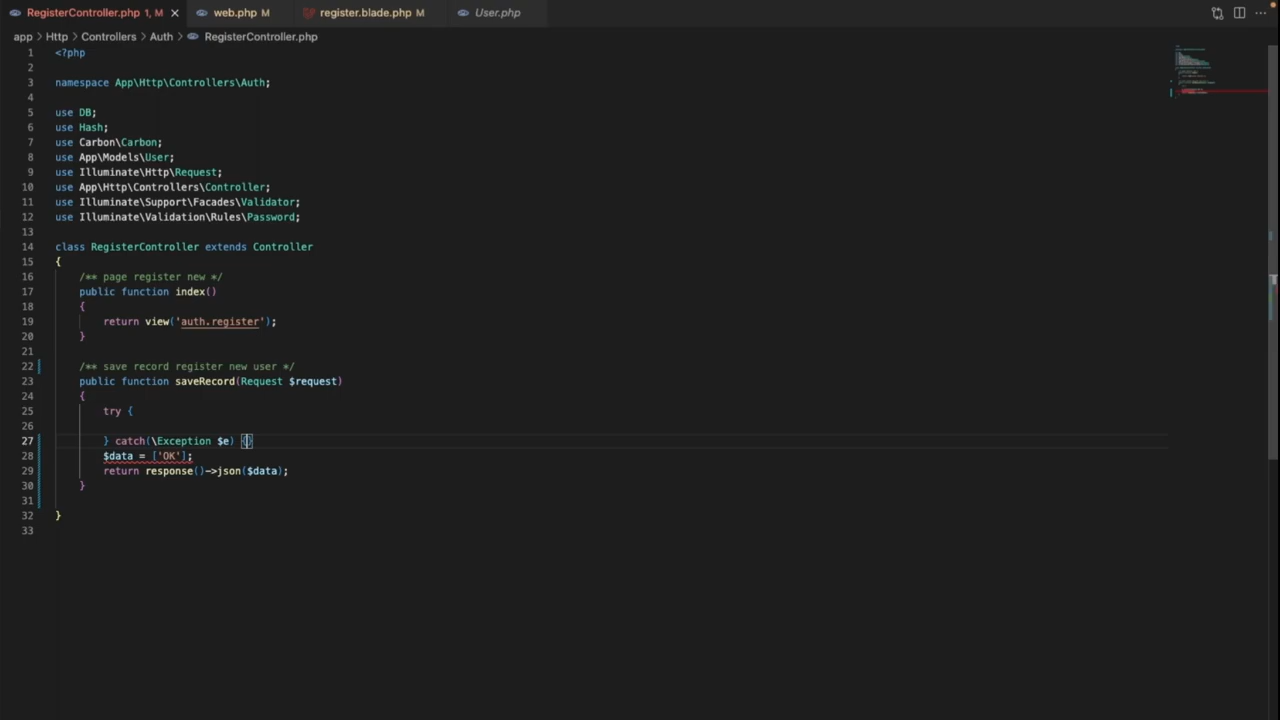 RegisterController.php 1, M web.php M register.blade.php M User.php
app > Http > Controllers > Auth > RegisterController.php
1 <?php
2
3 namespace App\Http\Controllers\Auth;
4
5 use DB;
6 use Hash;
7 use Carbon\Carbon;
8 use App\Models\User;
9 use Illuminate\Http\Request;
10 use App\Http\Controllers\Controller;
11 use Illuminate\Support\Facades\Validator;
12 use Illuminate\Validation\Rules\Password;
13
14 class RegisterController extends Controller
15 {
16 /** page register new */
17 public function index()
18 {
19 return view('auth.register');
20 }
21
22 /** save record register new user */
23 public function saveRecord(Request $request)
24 {
25 try {
26
27 } catch(\Exception $e) {}
28 $data = ['OK'];
29 return response()->json($data);
30 }
31
32 }
33